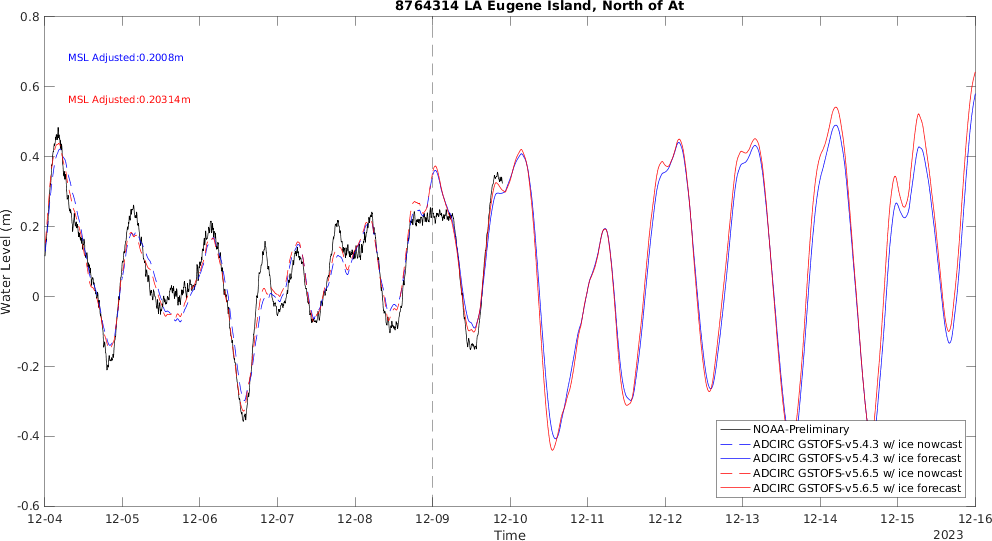 8764314 LA Eugene Island, North of At
MSL Adjusted:0.2008m
MSL Adjusted:0.20314m
Water Level (m)
0.8
0.6
0.4
0.2
0
-0.2
-0.4
-0.6
NOAA-Preliminary
ADCIRC GSTOFS-v5.4.3 w/ ice nowcast
ADCIRC GSTOFS-v5.4.3 w/ ice forecast
ADCIRC GSTOFS-v5.6.5 w/ ice nowcast
ADCIRC GSTOFS-v5.6.5 w/ ice forecast
12-04 12-05 12-06 12-07 12-08 12-09 12-10 12-11 12-12 12-13 12-14 12-15 12-16
Time
2023